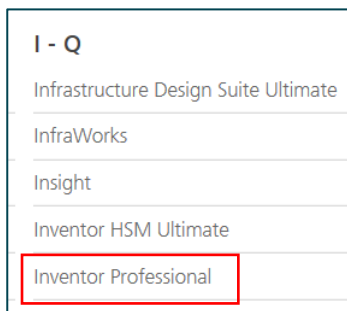 I - Q
Infrastructure Design Suite Ultimate
InfraWorks
Insight
Inventor HSM Ultimate
Inventor Professional